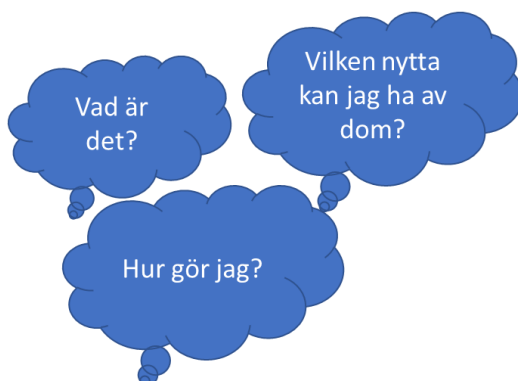 Vad är
det?
Vilken nytta
kan jag ha av
dom?
Hur gör jag?